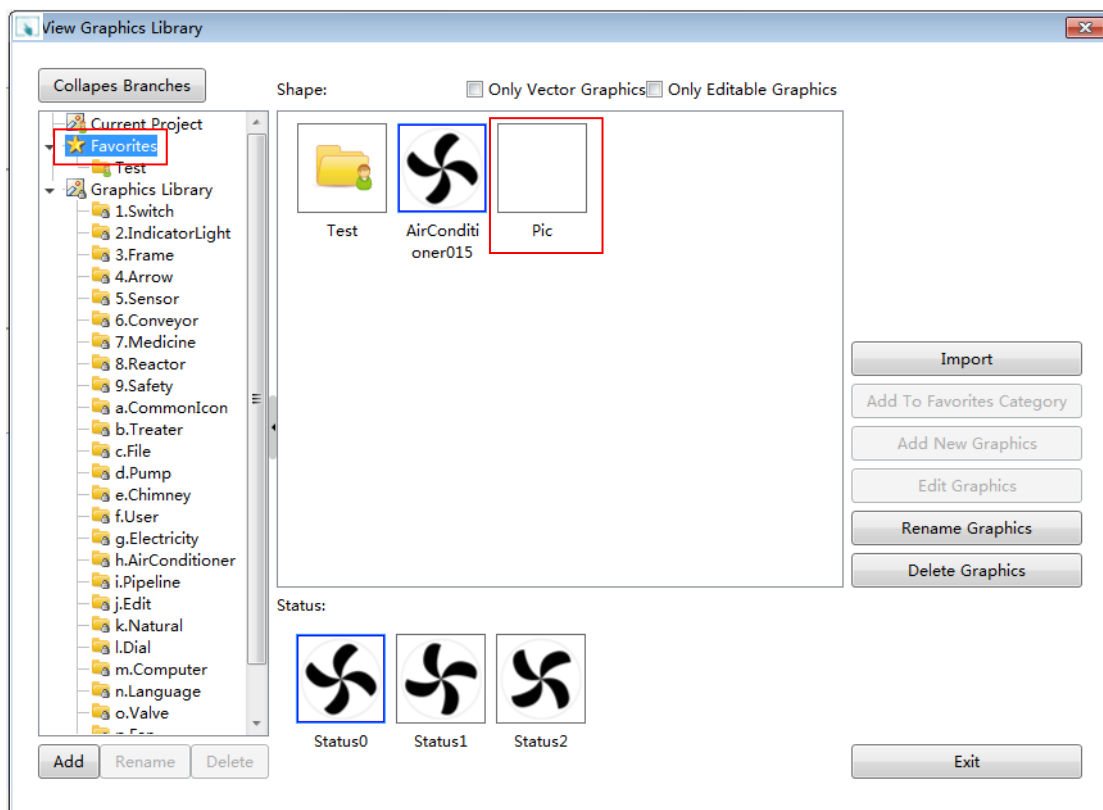 View Graphics Library
Collapes Branches
Shape:
Only Vector Graphics
Only Editable Graphics
Current Project
Favorites
Test
Graphics Library
1.Switch
2.IndicatorLight
3.Frame
4.Arrow
5.Sensor
6.Conveyor
7.Medicine
8.Reactor
9.Safety
a.CommonIcon
b.Treater
c.File
d.Pump
e.Chimney
f.User
g.Electricity
h.AirConditioner
i.Pipeline
j.Edit
k.Natural
l.Dial
m.Computer
n.Language
o.Valve
Add
Rename
Delete
Test
AirConditi
oner015
Pic
Status:
Status0
Status1
Status2
Import
Add To Favorites Category
Add New Graphics
Edit Graphics
Rename Graphics
Delete Graphics
Exit